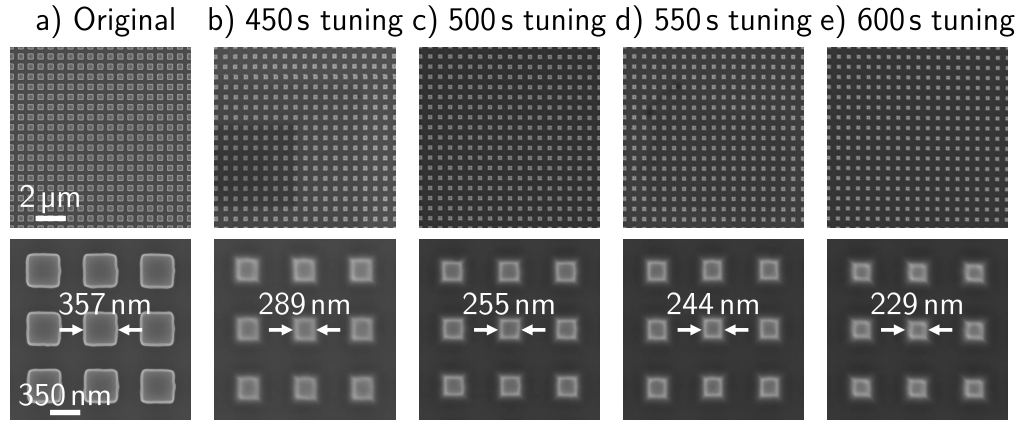 a) Original
b) 450 s tuning
c) 500 s tuning
d) 550 s tuning
e) 600 s tuning
2 µm
357 nm
289 nm
255 nm
244 nm
229 nm
350 nm